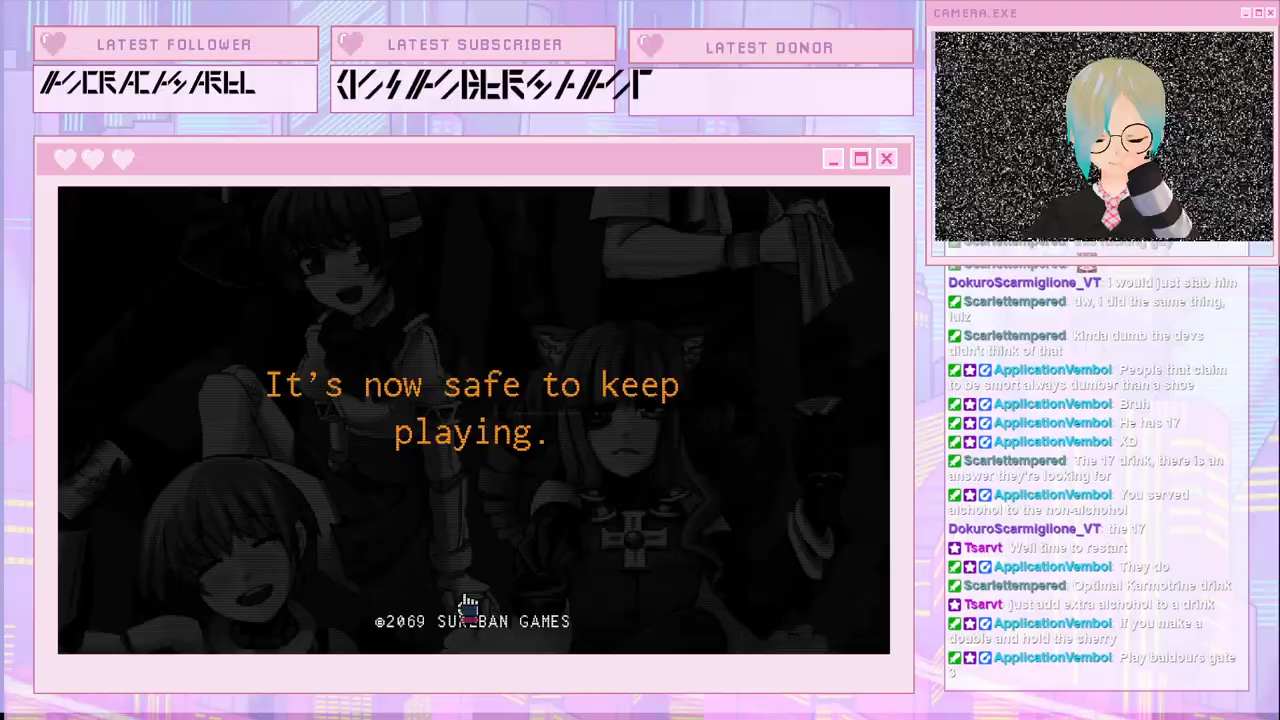 LATEST FOLLOWER
LATEST SUBSCRIBER
LATEST DONOR
CAMERA.EXE
It's now safe to keep
playing.
©2069 SUKEBAN GAMES
Scarlettempered
Scarlettempered
DokuroScarmiglione_VT i would just stab him
Scarlettempered dw, i did the same thing,
lulz
Scarlettempered kinda dumb the devs
didn't think of that
ApplicationVembol People that claim
to be smort always dumber than a shoe
ApplicationVembol Bruh
ApplicationVembol He has 17
ApplicationVembol XD
Scarlettempered The 17 drink, there is an
answer they're looking for
ApplicationVembol You served
alchohol to the non-alchohol
DokuroScarmiglione_VT the 17
Tsarvt Well time to restart
ApplicationVembol They do
Scarlettempered Optimal Karmotrine drink
Tsarvt just add extra alchohol to a drink
ApplicationVembol If you make a
double and hold the cherry
ApplicationVembol Play baldours gate
3